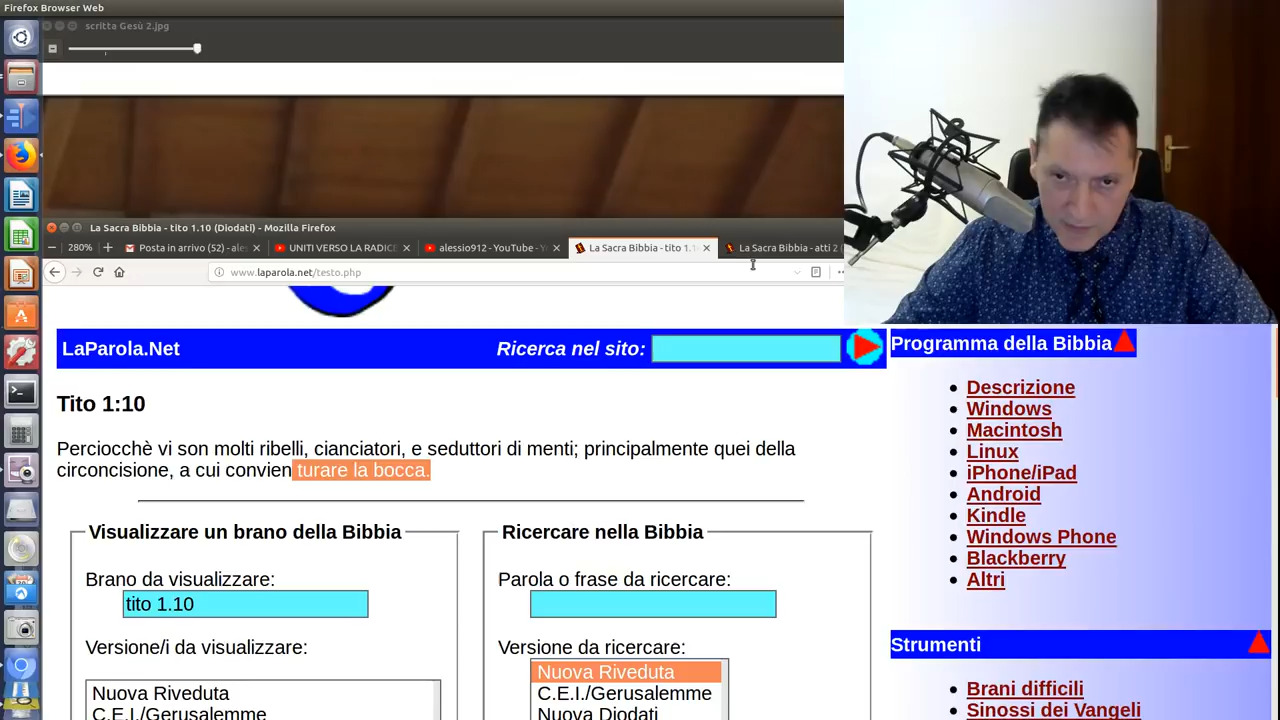 Firefox Browser Web
scritta Gesù 2.jpg
La Sacra Bibbia - tito 1.10 (Diodati) - Mozilla Firefox
280%
Posta in arrivo (52) - ale
UNITI VERSO LA RADICE
alessio912 - YouTube - Y
La Sacra Bibbia - tito 1.1
La Sacra Bibbia - atti 2 (
www.laparola.net/testo.php
LaParola.Net
Ricerca nel sito:
Programma della Bibbia
Descrizione
Windows
Macintosh
Linux
iPhone/iPad
Android
Kindle
Windows Phone
Blackberry
Altri
Tito 1:10
Perciocchè vi son molti ribelli, cianciatori, e seduttori di menti; principalmente quei della
circoncisione, a cui convien turare la bocca.
Visualizzare un brano della Bibbia
Ricercare nella Bibbia
Brano da visualizzare:
tito 1.10
Parola o frase da ricercare:
Versione/i da visualizzare:
Nuova Riveduta
C.E.I./Gerusalemme
Versione da ricercare:
Nuova Riveduta
C.E.I./Gerusalemme
Nuova Diodati
Strumenti
Brani difficili
Sinossi dei Vangeli